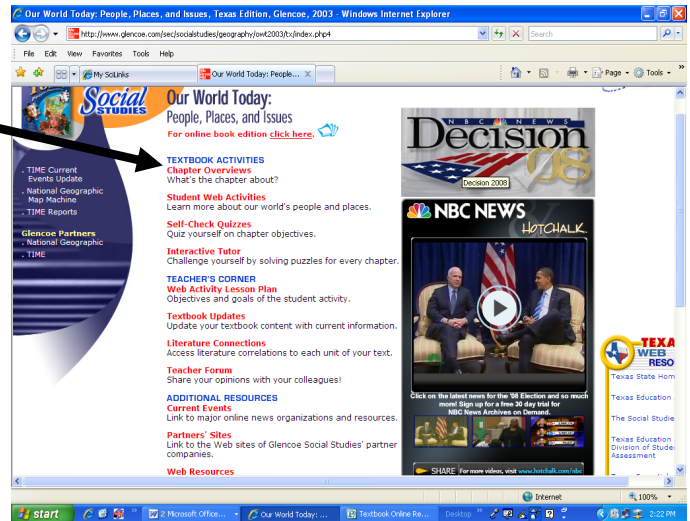 Our World Today: People, Places, and Issues, Texas Edition, Glencoe, 2003 - Windows Internet Explorer
http://www.glencoe.com/sec/socialstudies/geography/owt2003/tx/index.php4
Search
File Edit View Favorites Tools Help
My SciLinks
Our World Today: People...
Page
Tools
Social
STUDIES
Our World Today:
People, Places, and Issues
For online book edition click here.
TEXTBOOK ACTIVITIES
Chapter Overviews
What's the chapter about?
Student Web Activities
Learn more about our world's people and places.
Self-Check Quizzes
Quiz yourself on chapter objectives.
Interactive Tutor
Challenge yourself by solving puzzles for every chapter.
TEACHER'S CORNER
Web Activity Lesson Plan
Objectives and goals of the student activity.
Textbook Updates
Update your textbook content with current information.
Literature Connections
Access literature correlations to each unit of your text.
Teacher Forum
Share your opinions with your colleagues!
ADDITIONAL RESOURCES
Current Events
Link to major online news organizations and resources.
Partners' Sites
Link to the Web sites of Glencoe Social Studies' partner
companies.
Web Resources
. TIME Current
Events Update
. National Geographic
Map Machine
. TIME Reports
Glencoe Partners
. National Geographic
. TIME
NBC NEWS
Decision
08
Decision 2008
NBC NEWS
HOTCHALK
Click on the latest news for the '08 Election and so much
more! Sign up for a free 30 day trial for
NBC News Archives on Demand.
SHARE For more videos, visit www.hotchalk.com/nbc
TEXA
WEB
RESO
Texas State Hom
Texas Education
The Social Studie
Texas Education
Division of Stude
Assessment
Internet
100%
start
2 Microsoft Office...
Our World Today: ...
Textbook Online Re...
Desktop
2:22 PM